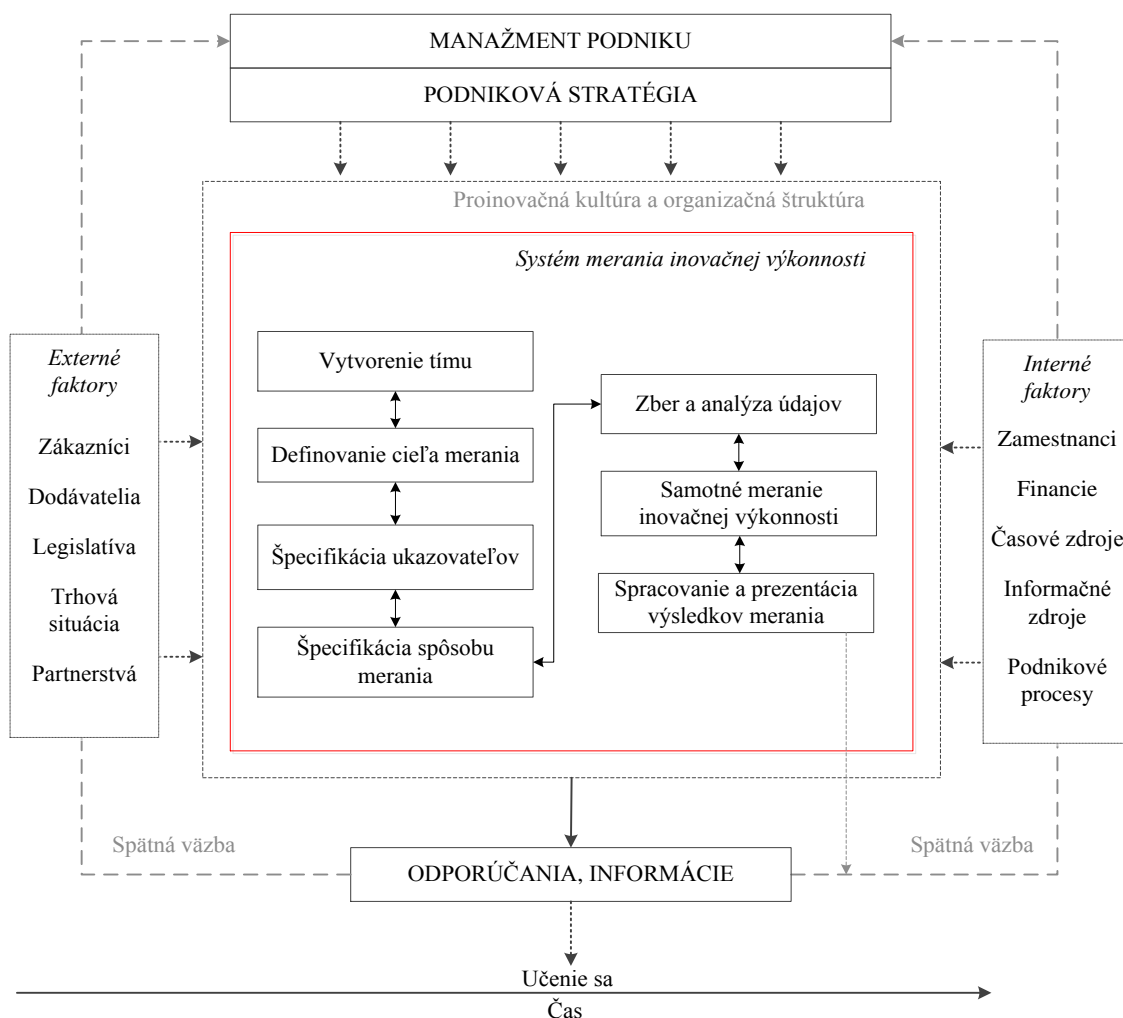 MANAŽMENT PODNIKU
PODNIKOVÁ STRATÉGIA
Proinovačná kultúra a organizačná štruktúra
Systém merania inovačnej výkonnosti
Externé
faktory
Zákazníci
Dodávatelia
Legislatíva
Trhová
situácia
Partnerstvá
Vytvorenie tímu
Definovanie cieľa merania
Špecifikácia ukazovateľov
Špecifikácia spôsobu
merania
Zber a analýza údajov
Samotné meranie
inovačnej výkonnosti
Spracovanie a prezentácia
výsledkov merania
Interné
faktory
Zamestnanci
Financie
Časové zdroje
Informačné
zdroje
Podnikové
procesy
Spätná väzba
Spätná väzba
ODPORÚČANIA, INFORMÁCIE
Učenie sa
Čas